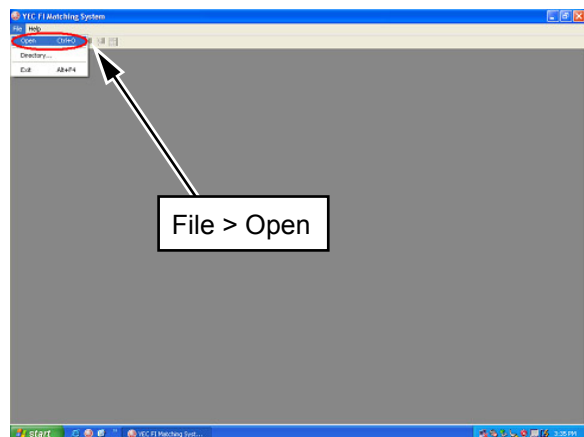 YEC-FI Matching System
File Help
Open Ctrl+O
Directory...
Exit Alt+F4
File > Open
start
YEC FI Matching Syst...
3:35 PM